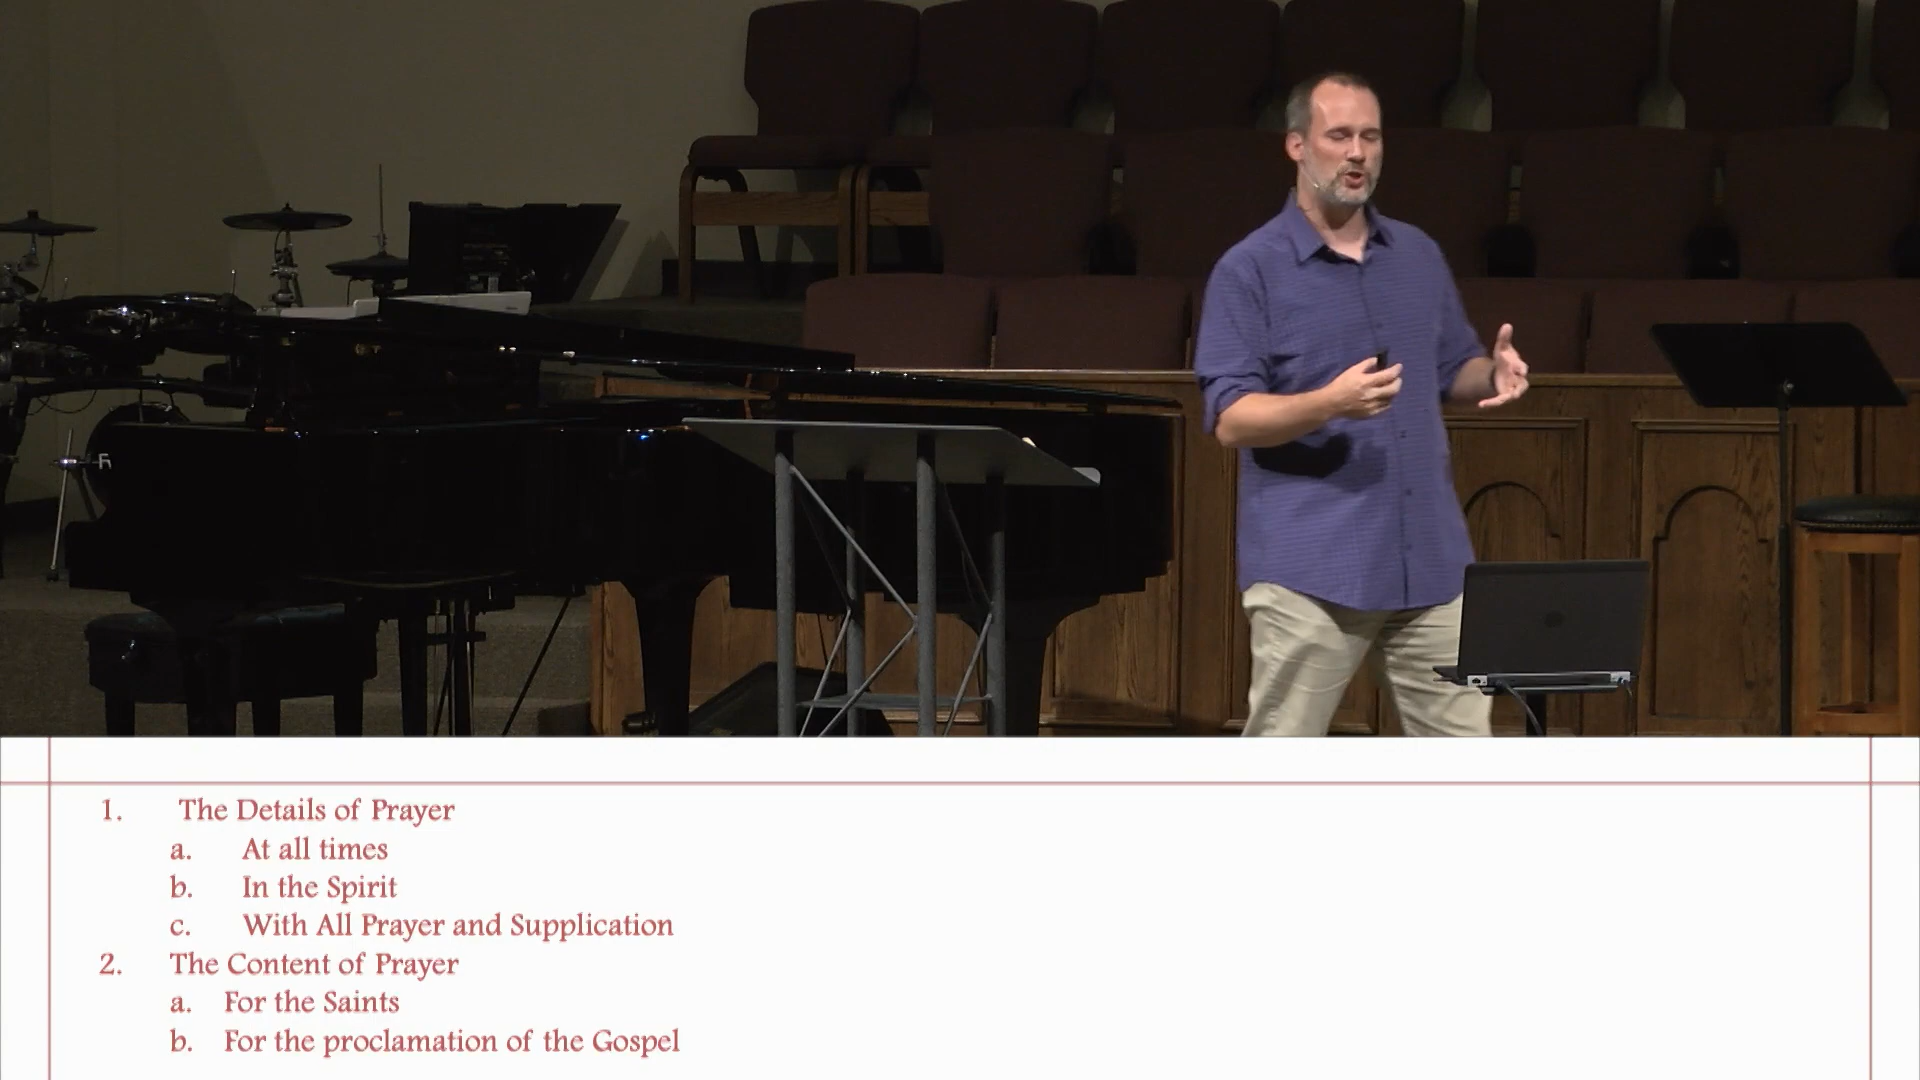 1. The Details of Prayer
a. At all times
b. In the Spirit
c. With All Prayer and Supplication
2. The Content of Prayer
a. For the Saints
b. For the proclamation of the Gospel